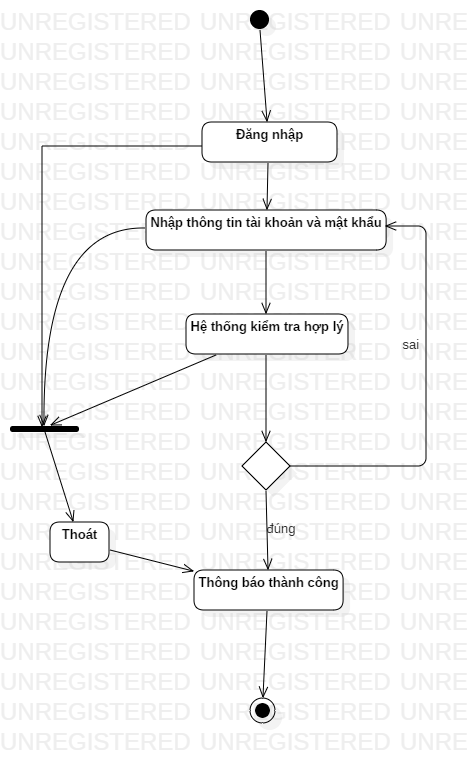 Đăng nhập
Nhập thông tin tài khoản và mật khẩu
Hệ thống kiểm tra hợp lý
sai
đúng
Thoát
Thông báo thành công
UNREGISTERED